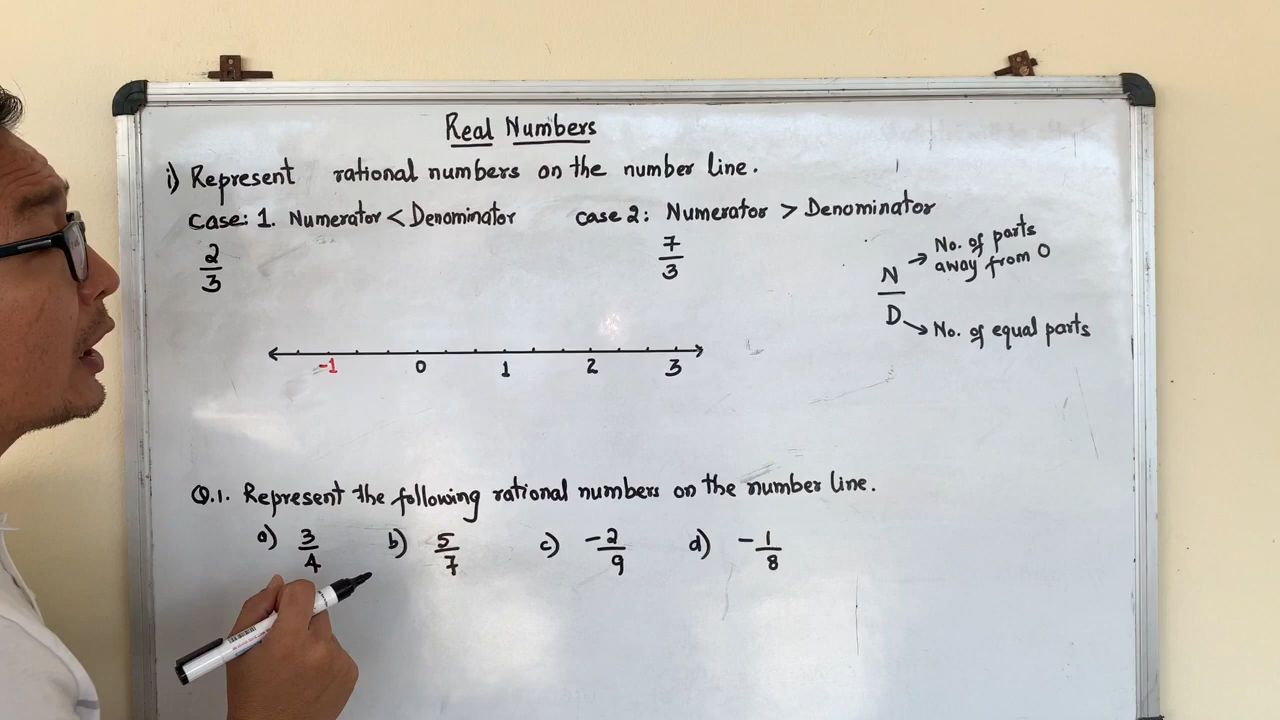 Real Numbers
i) Represent rational numbers on the number line.
Case: 1. Numerator < Denominator case 2: Numerator > Denominator
2/3 7/3
N → No. of parts away from 0
D → No. of equal parts
-1 0 1 2 3
Q.1. Represent the following rational numbers on the number line.
a) 3/4 b) 5/7 c) -2/9 d) -1/8